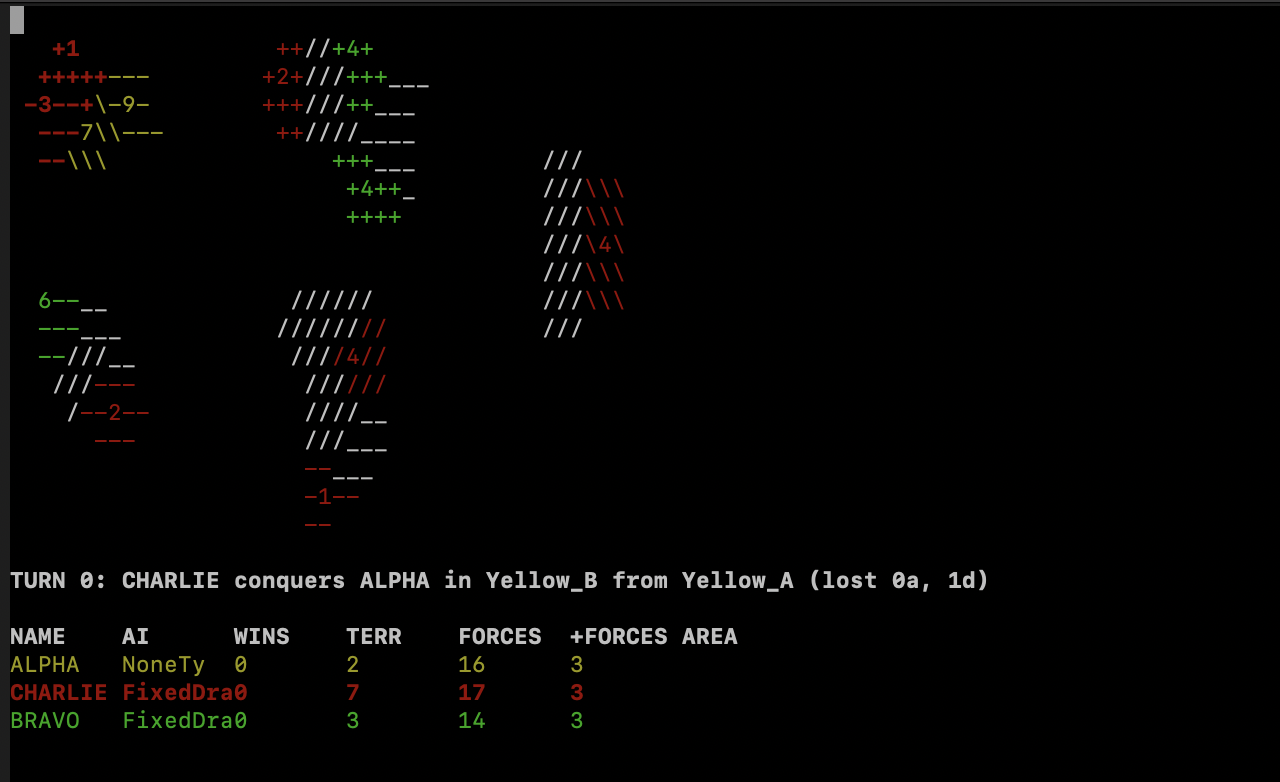 +1              ++//+4+
  +++++---        +2+///+++___
 -3--+\-9-        +++///++___
  ---7\\---        ++////____
  --\\\                +++___         ///
                        +4++_         ///\\\
                        ++++          ///\\\
                                      ///\4\
                                      ///\\\
  6--__             //////            ///\\\
  ---___           ////////           ///
  --///__           ////4//
   ///---            //////
    /--2--           ////__
      ---            ///___
                     --___
                     -1--
                     --
TURN 0: CHARLIE conquers ALPHA in Yellow_B from Yellow_A (lost 0a, 1d)
NAME    AI      WINS    TERR    FORCES  +FORCES AREA
ALPHA   NoneTy  0       2       16      3
CHARLIE FixedDra0       7       17      3
BRAVO   FixedDra0       3       14      3